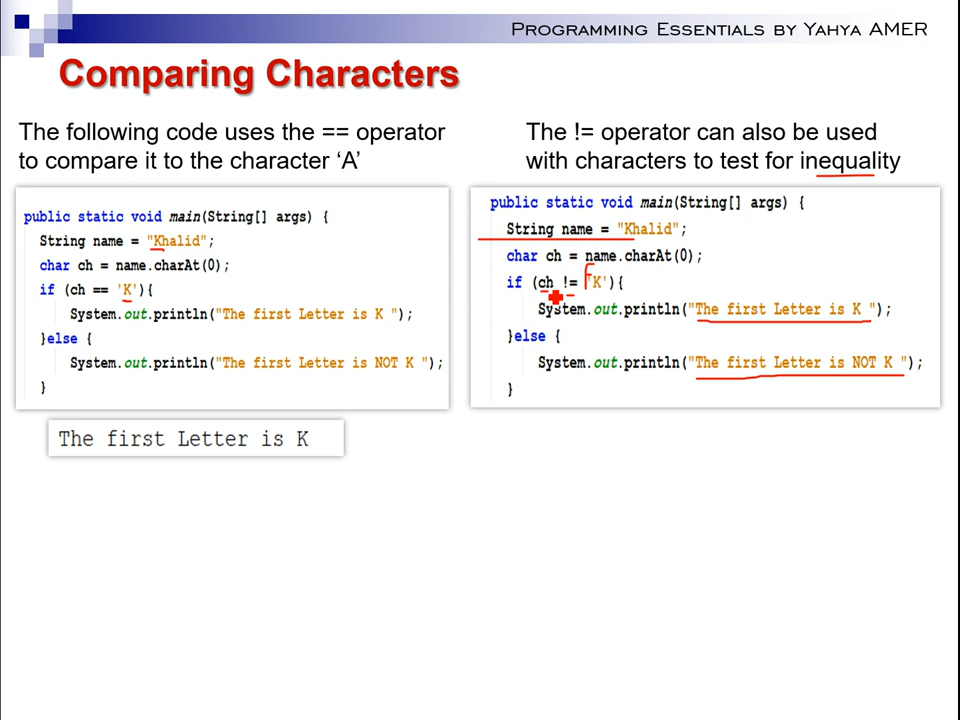 PROGRAMMING ESSENTIALS BY YAHYA AMER
Comparing Characters
The following code uses the == operator
to compare it to the character ‘A’
public static void main(String[] args) {
String name = "Khalid";
char ch = name.charAt(0);
if (ch == 'K'){
System.out.println("The first Letter is K ");
}else {
System.out.println("The first Letter is NOT K ");
}
The first Letter is K
The != operator can also be used
with characters to test for inequality
public static void main(String[] args) {
String name = "Khalid";
char ch = name.charAt(0);
if (ch != 'K'){
System.out.println("The first Letter is K ");
}else {
System.out.println("The first Letter is NOT K ");
}